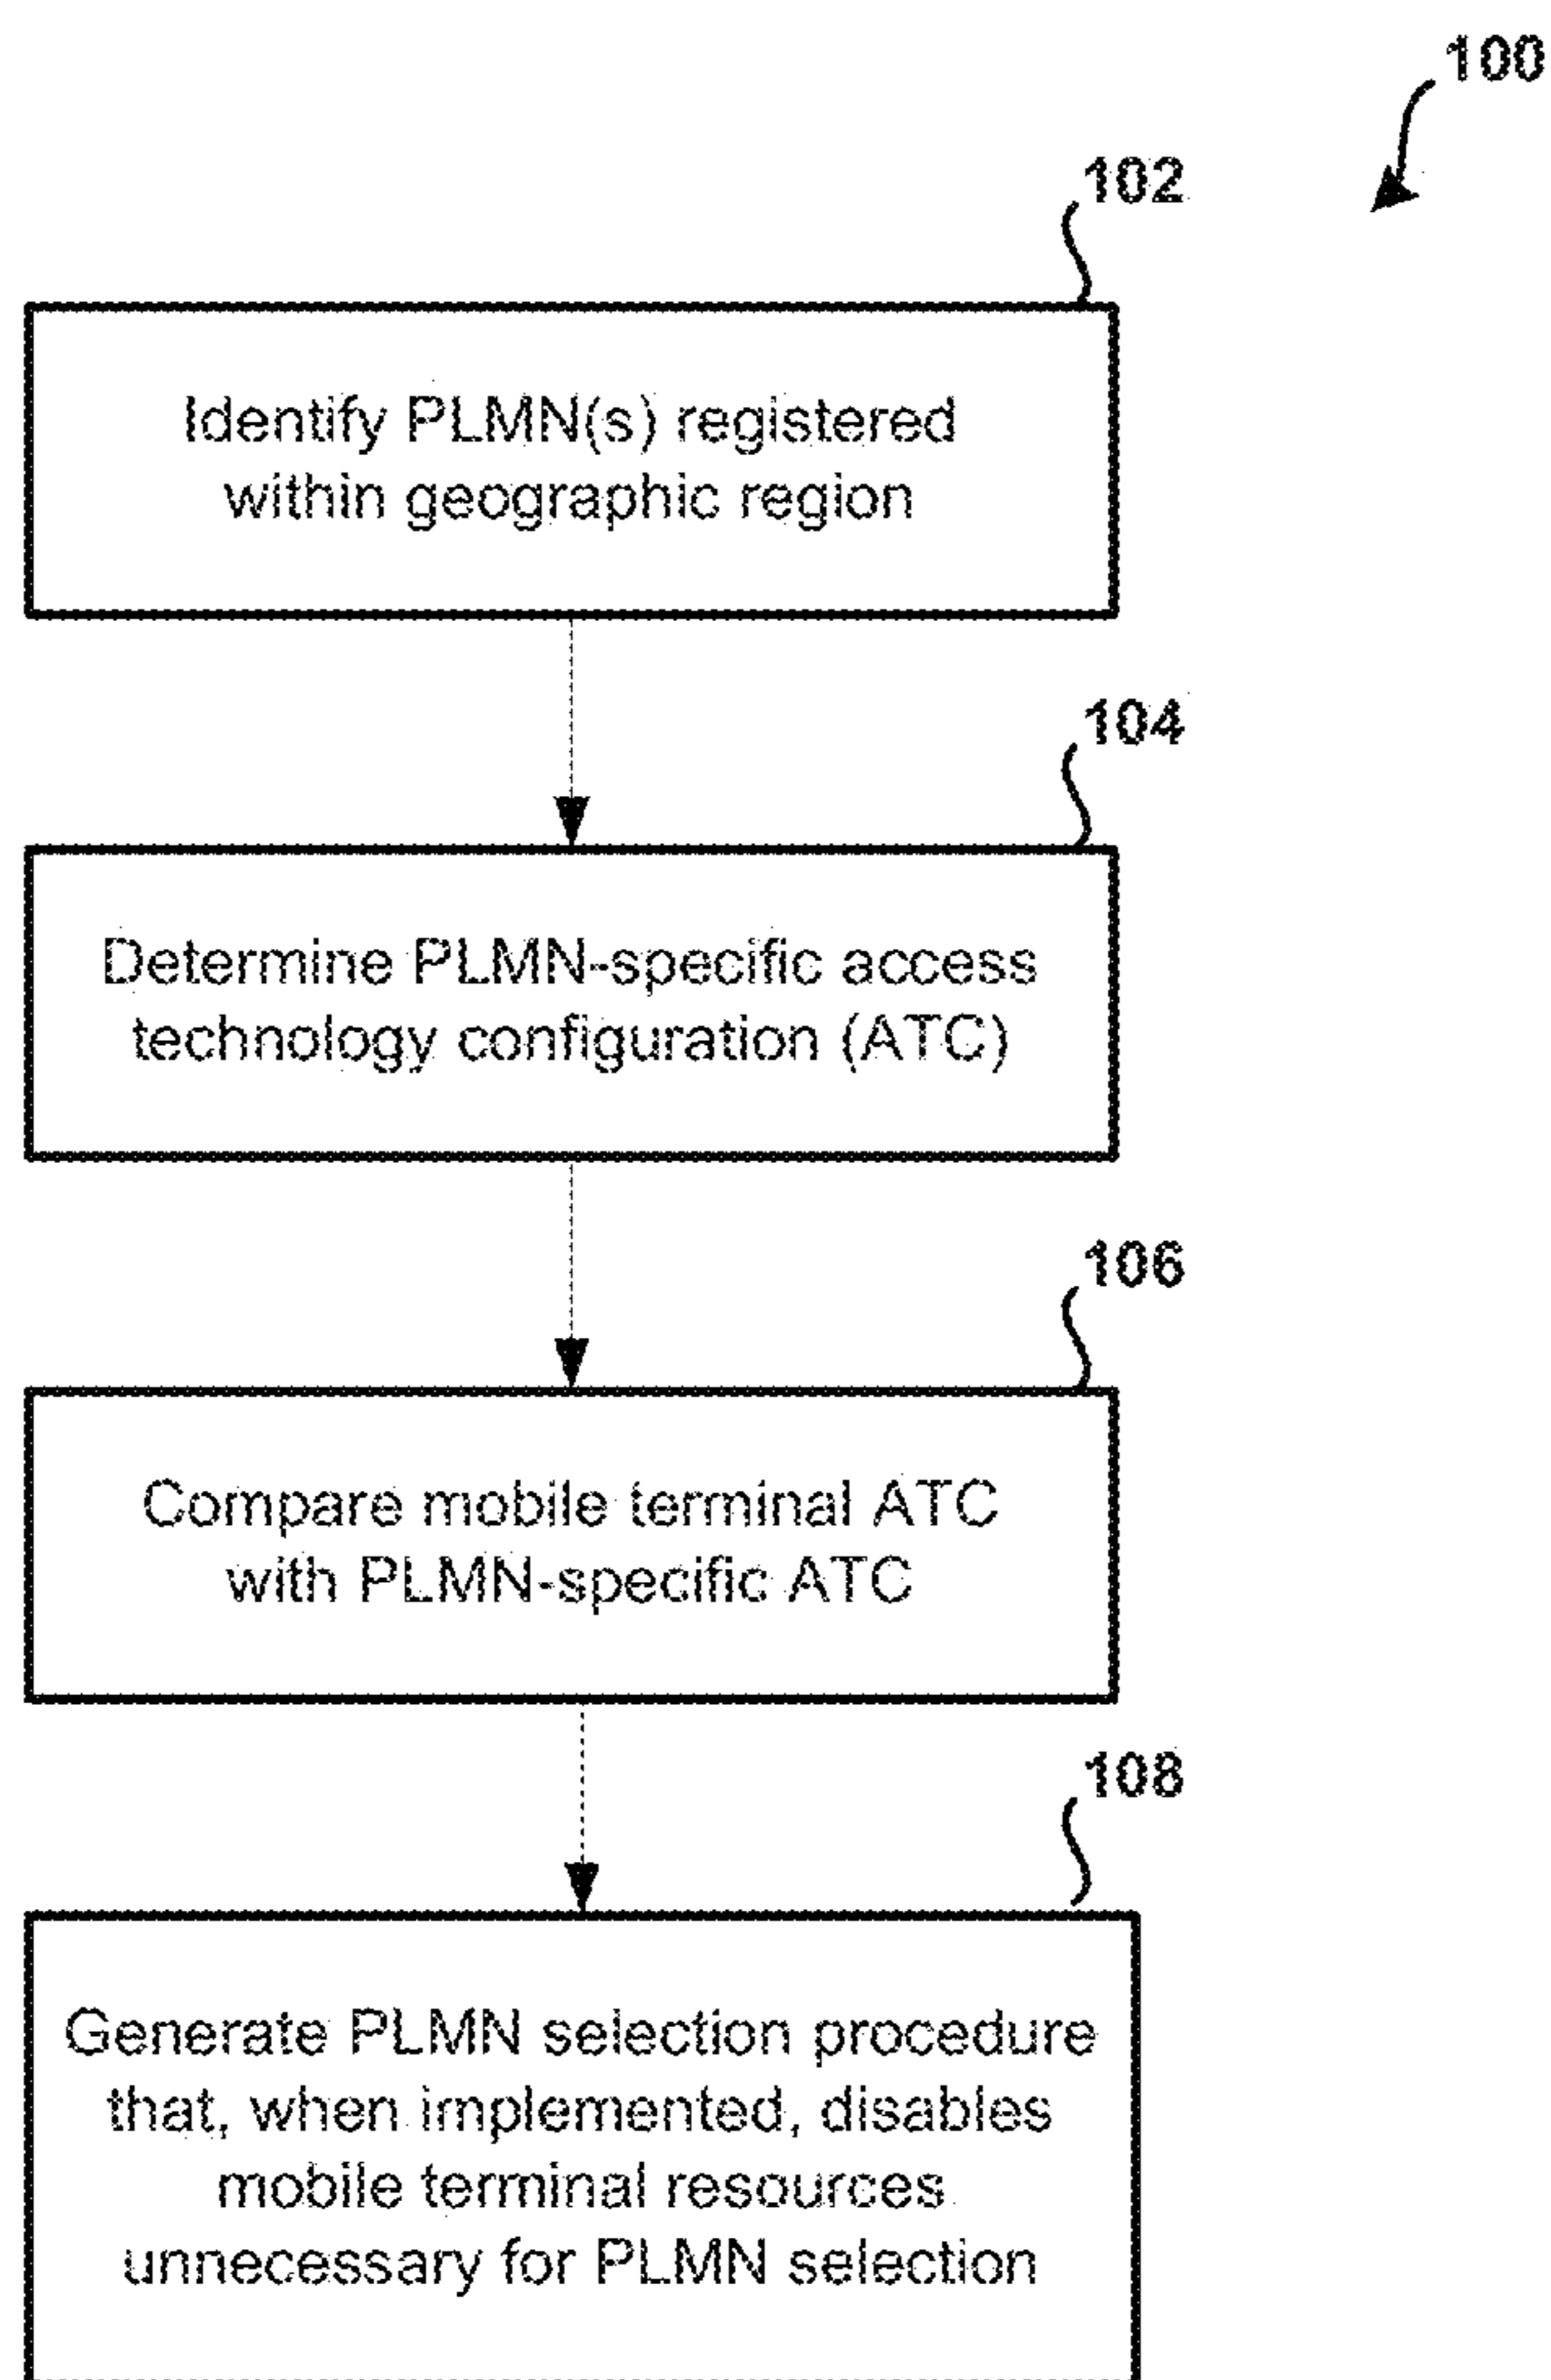 100
102
Identify PLMN(s) registered
within geographic region
104
Determine PLMN-specific access
technology configuration (ATC)
106
Compare mobile terminal ATC
with PLMN-specific ATC
108
Generate PLMN selection procedure
that, when implemented, disables
mobile terminal resources
unnecessary for PLMN selection